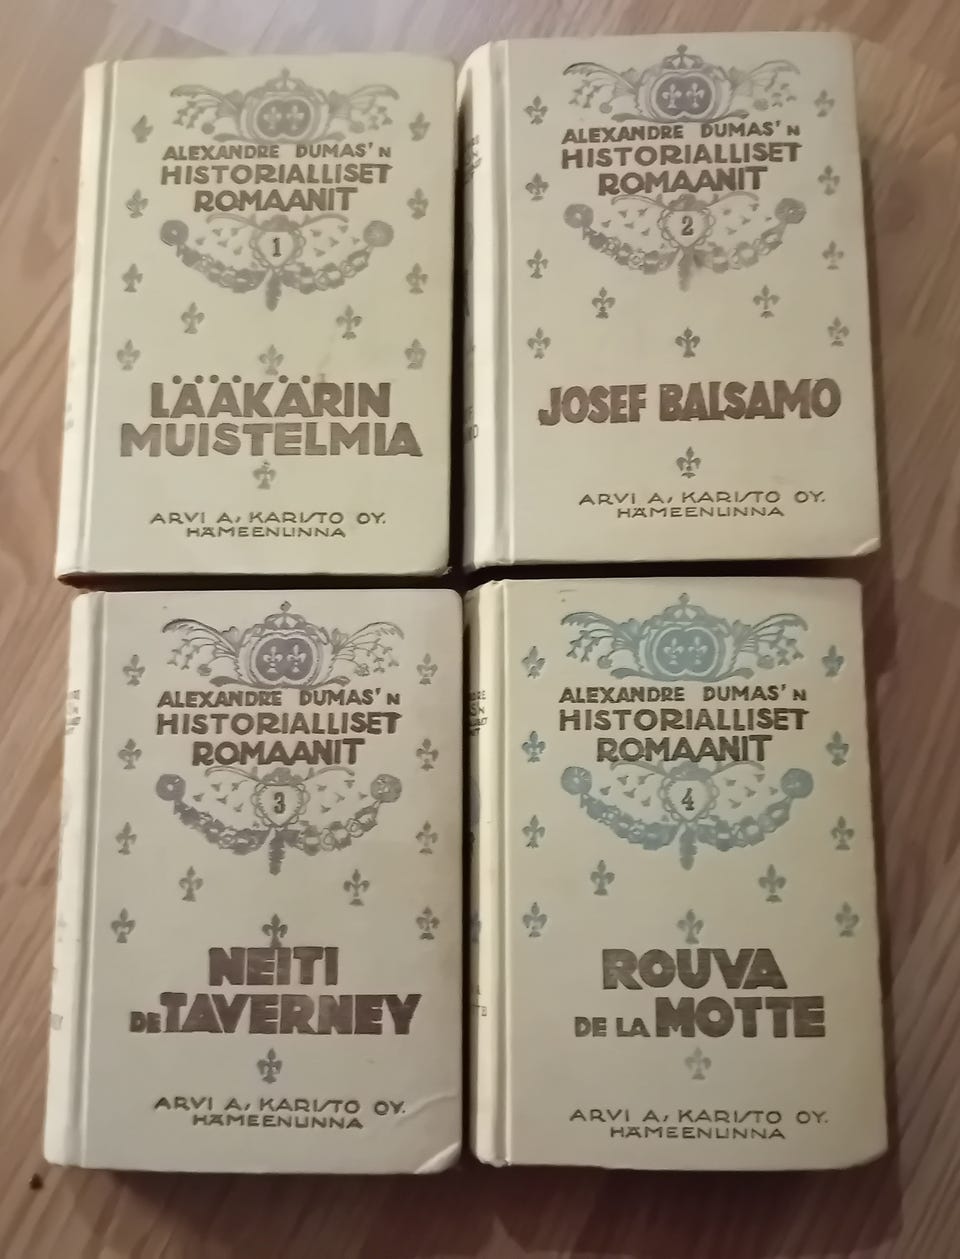 ALEXANDRE DUMAS'N
HISTORIALLISET
ROMAANIT
1
LÄÄKÄRIN
MUISTELMIA
ARVI A. KARISTO OY.
HÄMEENLINNA
ALEXANDRE DUMAS'N
HISTORIALLISET
ROMAANIT
2
JOSEF BALSAMO
ARVI A. KARISTO OY.
HÄMEENLINNA
ALEXANDRE DUMAS'N
HISTORIALLISET
ROMAANIT
3
NEITI
DE TAVERNEY
ARVI A. KARISTO OY.
HÄMEENLINNA
ALEXANDRE DUMAS'N
HISTORIALLISET
ROMAANIT
4
ROUVA
DE LA MOTTE
ARVI A. KARISTO OY.
HÄMEENLINNA